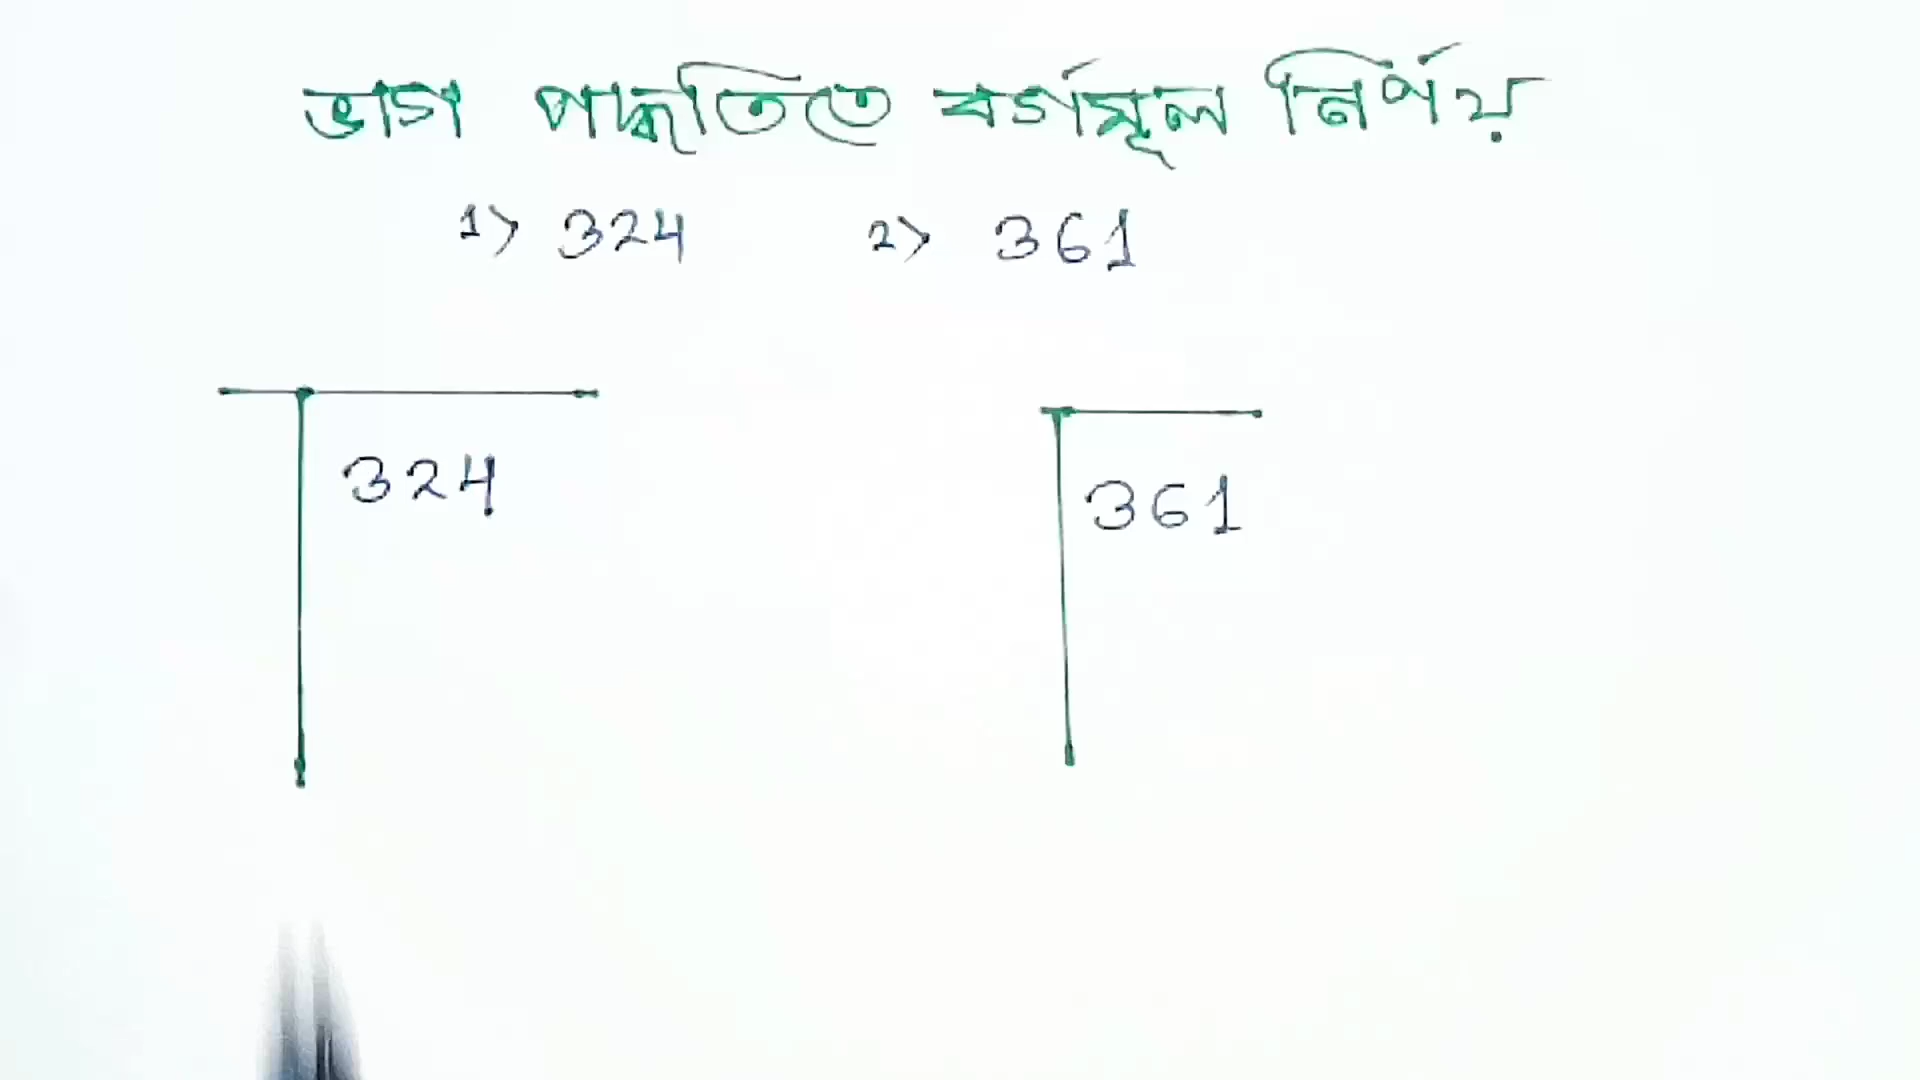 ভাগ পদ্ধতিতে বর্গমূল নির্ণয়
1> 324 2> 361
324
361